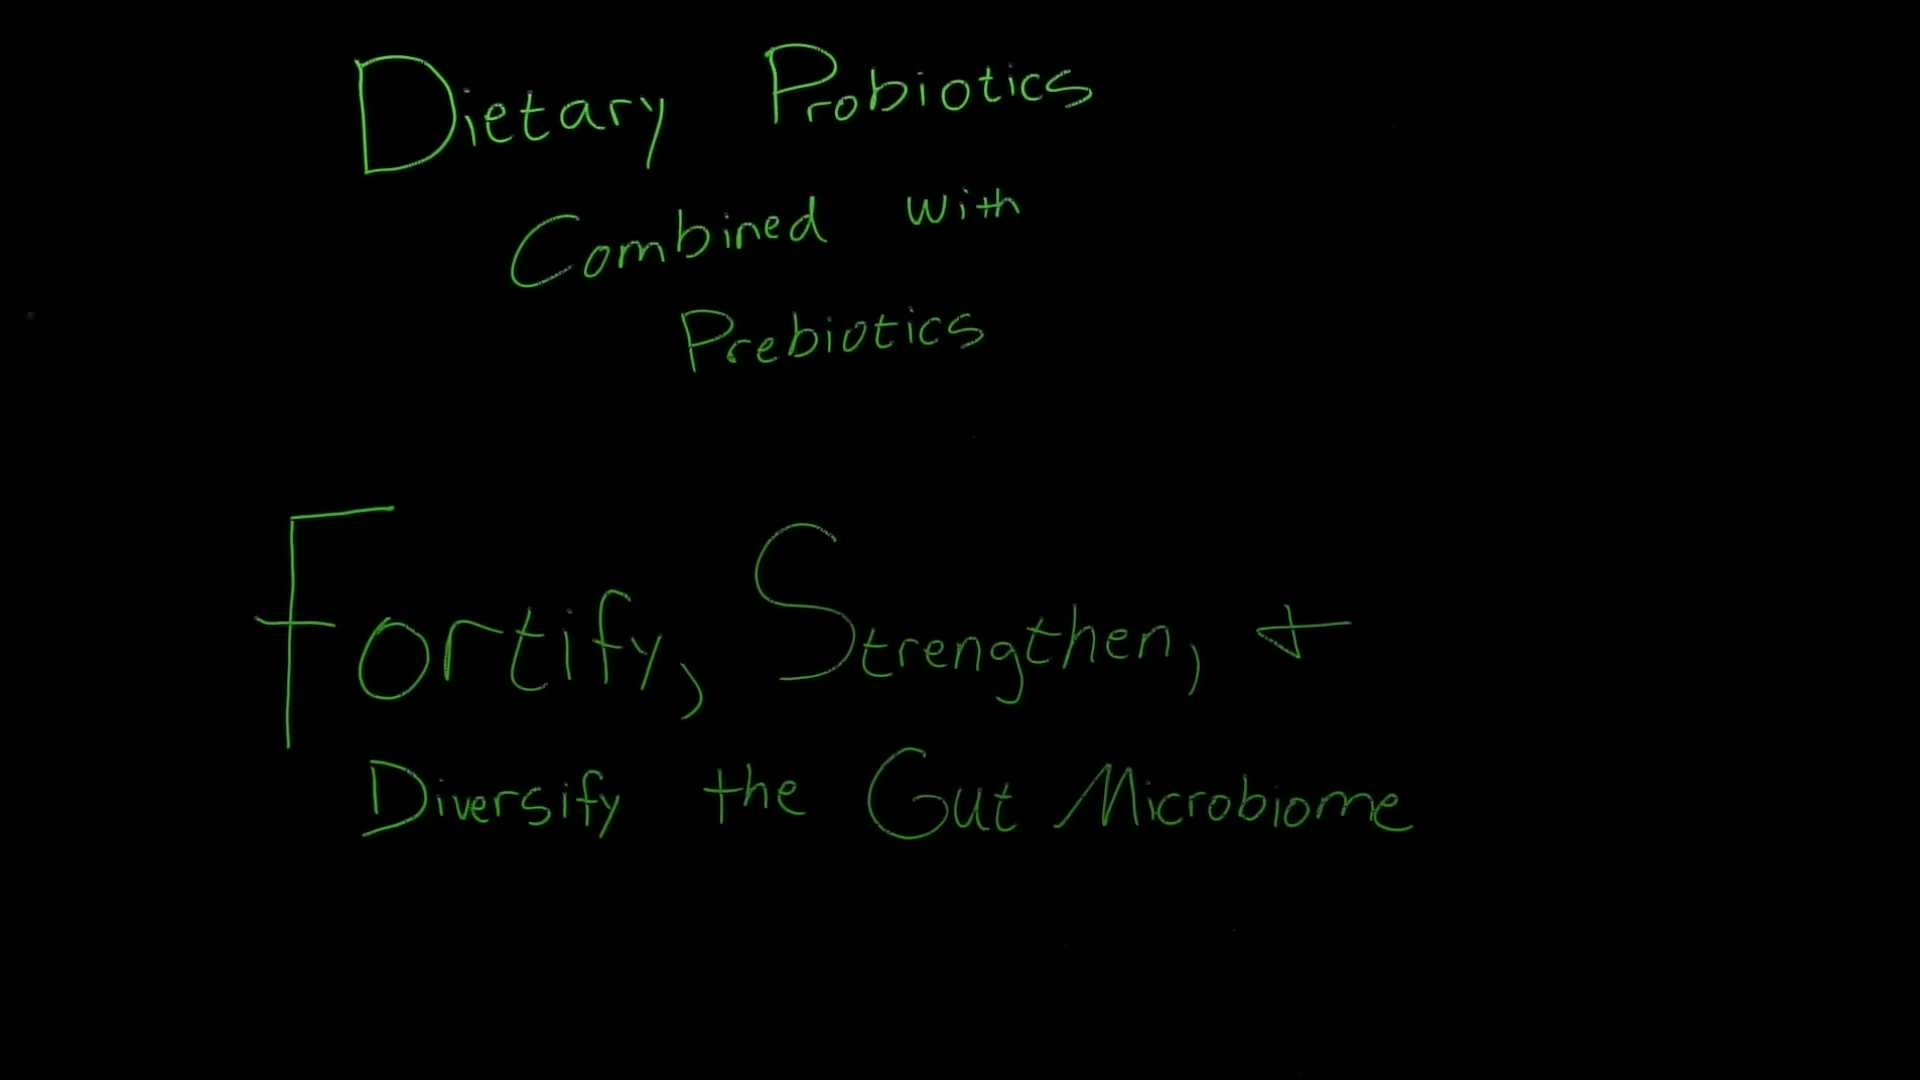 Dietary Probiotics
Combined with
Prebiotics
Fortify, Strengthen, +
Diversify the Gut Microbiome